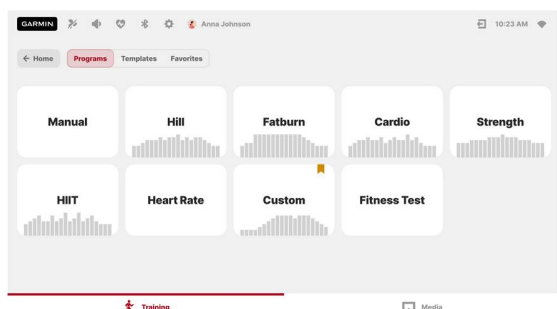 GARMIN Anna Johnson 10:23 AM
← Home Programs Templates Favorites
Manual Hill Fatburn Cardio Strength
HIIT Heart Rate Custom Fitness Test
Training Media